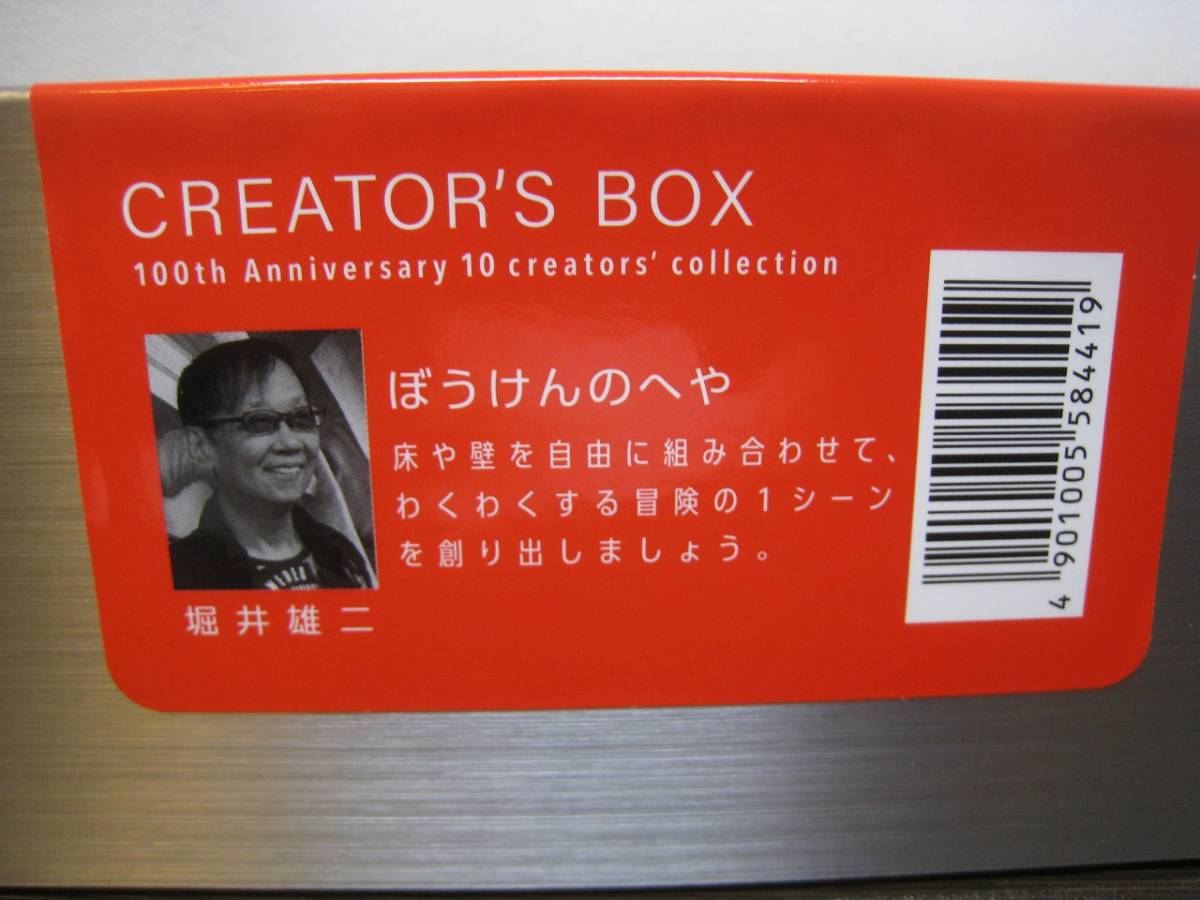 CREATOR'S BOX
100th Anniversary 10 creators' collection
ぼうけんのへや
床や壁を自由に組み合わせて、
わくわくする冒険の1シーン
を創り出しましょう。
堀井雄二
4 901005 584419